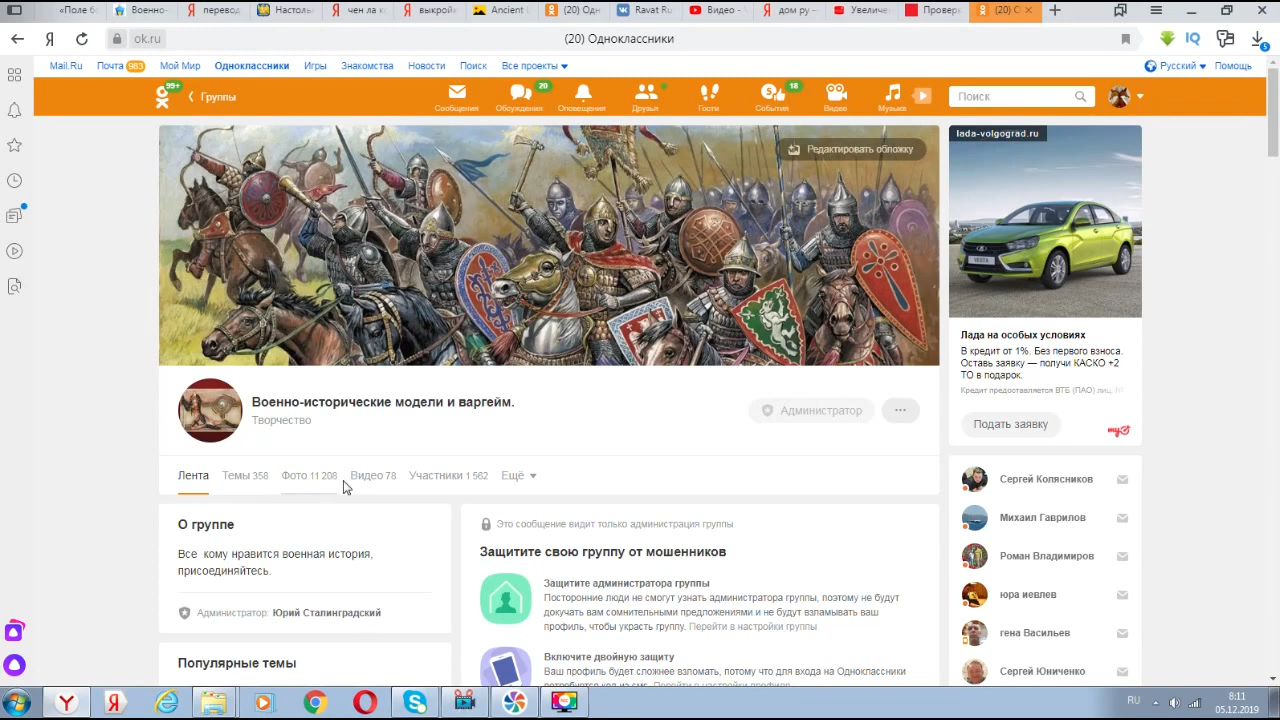 «Поле б
Военно-
перевод
Настоль
чен ла к
выкрой
Ancient L
(20) Одн
Ravat Ru
Видео -
дом ру –
Увеличе
Проверк
(20) О
ok.ru
(20) Одноклассники
5
Mail.Ru Почта 983 Мой Мир Одноклассники Игры Знакомства Новости Поиск Все проекты Русский Помощь
99+ Группы
Сообщения
20 Обсуждения
Оповещения
Друзья
Гости
18 События
Видео
Музыка
Поиск
Редактировать обложку
lada-volgograd.ru
VESTA
Лада на особых условиях
В кредит от 1%. Без первого взноса.
Оставь заявку — получи КАСКО +2
ТО в подарок.
Кредит предоставляется ВТБ (ПАО) лиц.
Подать заявку
Военно-исторические модели и варгейм.
Творчество
Администратор
Лента Темы 358 Фото 11 208 Видео 78 Участники 1 562 Ещё
О группе
Все кому нравится военная история,
присоединяйтесь.
Администратор: Юрий Сталинградский
Популярные темы
Это сообщение видит только администрация группы
Защитите свою группу от мошенников
Защитите администратора группы
Посторонние люди не смогут узнать администратора группы, поэтому не будут
докучать вам сомнительными предложениями и не будут взламывать ваш
профиль, чтобы украсть группу. Перейти в настройки группы
Включите двойную защиту
Ваш профиль будет сложнее взломать, потому что для входа на Одноклассники
Сергей Колясников
Михаил Гаврилов
Роман Владимиров
юра иевлев
гена Васильев
Сергей Юниченко
RU
8:11
05.12.2019